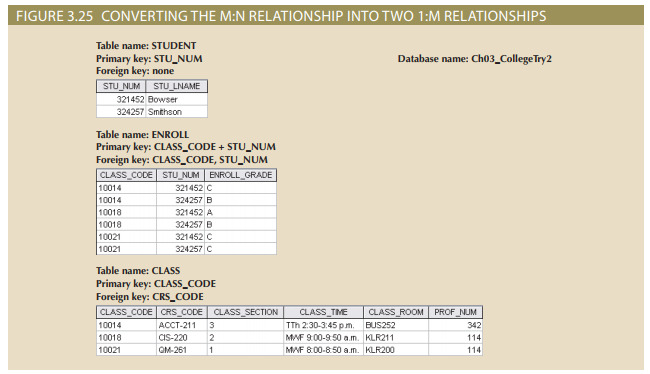 FIGURE 3.25 CONVERTING THE M:N RELATIONSHIP INTO TWO 1:M RELATIONSHIPS
Table name: STUDENT
Primary key: STU_NUM
Database name: Ch03_CollegeTry2
Foreign key: none
STU_NUM STU_LNAME
321452 Bowser
324257 Smithson
Table name: ENROLL
Primary key: CLASS_CODE + STU_NUM
Foreign key: CLASS_CODE, STU_NUM
CLASS_CODE STU_NUM ENROLL_GRADE
10014 321452 C
10014 324257 B
10018 321452 A
10018 324257 B
10021 321452 C
10021 324257 C
Table name: CLASS
Primary key: CLASS_CODE
Foreign key: CRS_CODE
CLASS_CODE CRS_CODE CLASS_SECTION CLASS_TIME CLASS_ROOM PROF_NUM
10014 ACCT-211 3 TTh 2:30-3:45 p.m. BUS252 342
10018 CIS-220 2 MWF 9:00-9:50 a.m. KLR211 114
10021 QM-261 1 MWF 8:00-8:50 a.m. KLR200 114